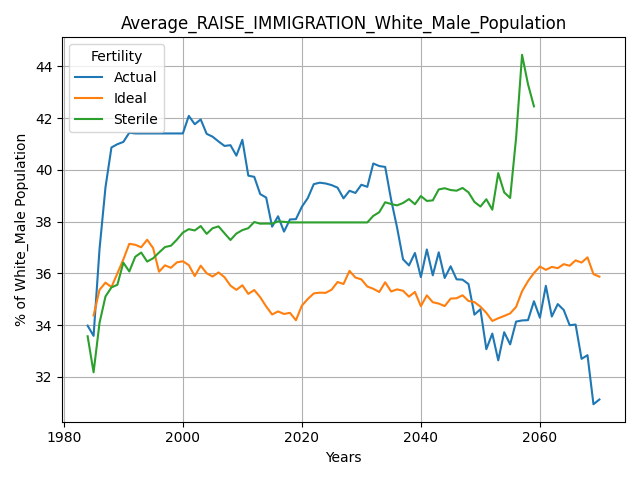 Average_RAISE_IMMIGRATION_White_Male_Population
Fertility
Actual
Ideal
Sterile
% of White_Male Population
44
42
40
38
36
34
32
1980
2000
2020
2040
2060
Years